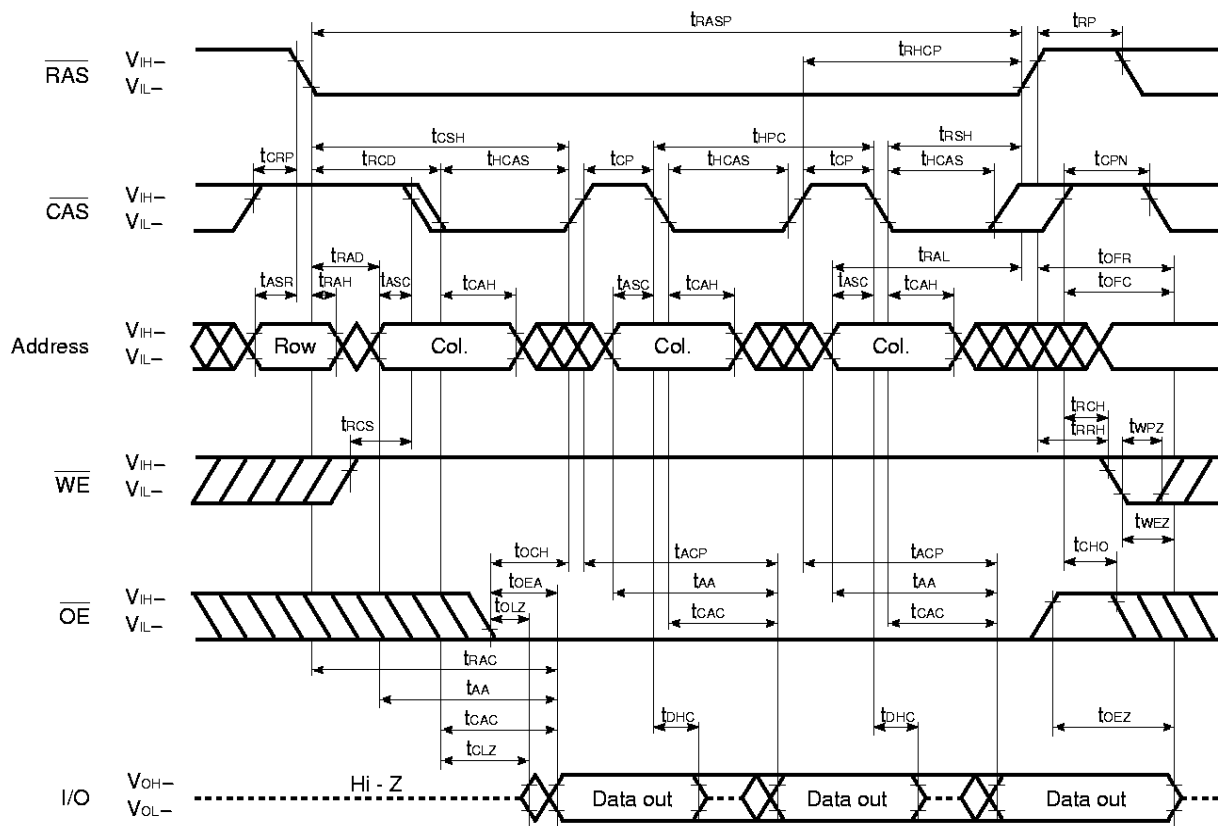 tRASP tRP
RAS VIH– tRHCP
VIL–
tCSH tHPC tRSH
tCRP tRCD tHCAS tCP tHCAS tCP tHCAS tCPN
CAS VIH–
VIL–
tRAD tRAL tOFR
tASR tRAH tASC tCAH tASC tCAH tASC tCAH tOFC
Address VIH– Row Col. Col. Col.
VIL–
tRCH
tRCS tRRH tWPZ
WE VIH–
VIL–
tWEZ
tOCH tACP tACP tCHO
tOEA tAA tAA
OE VIH– tOLZ
VIL– tCAC tCAC
tRAC
tAA
tCAC tDHC tDHC tOEZ
tCLZ
I/O VOH– Hi - Z
VOL– Data out Data out Data out